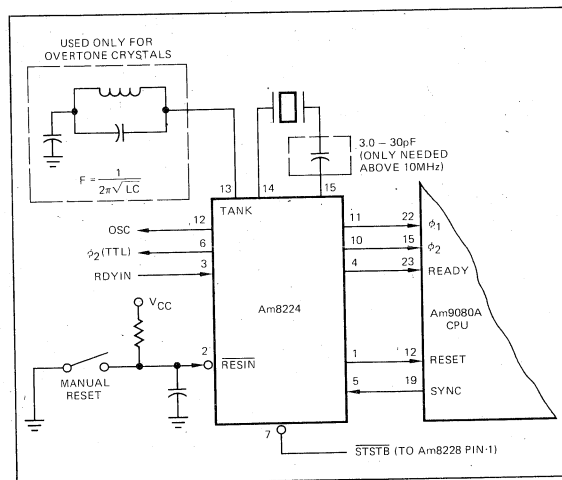 USED ONLY FOR
OVERTONE CRYSTALS
F = 1 / 2π√LC
3.0 – 30pF
(ONLY NEEDED
ABOVE 10MHz)
13
14
15
TANK
OSC
12
φ2(TTL)
6
RDYIN
3
11
22
φ1
10
15
φ2
4
23
READY
Am8224
Am9080A
CPU
VCC
2
RESIN
MANUAL
RESET
1
12
RESET
5
19
SYNC
7
STSTB (TO Am8228 PIN·1)